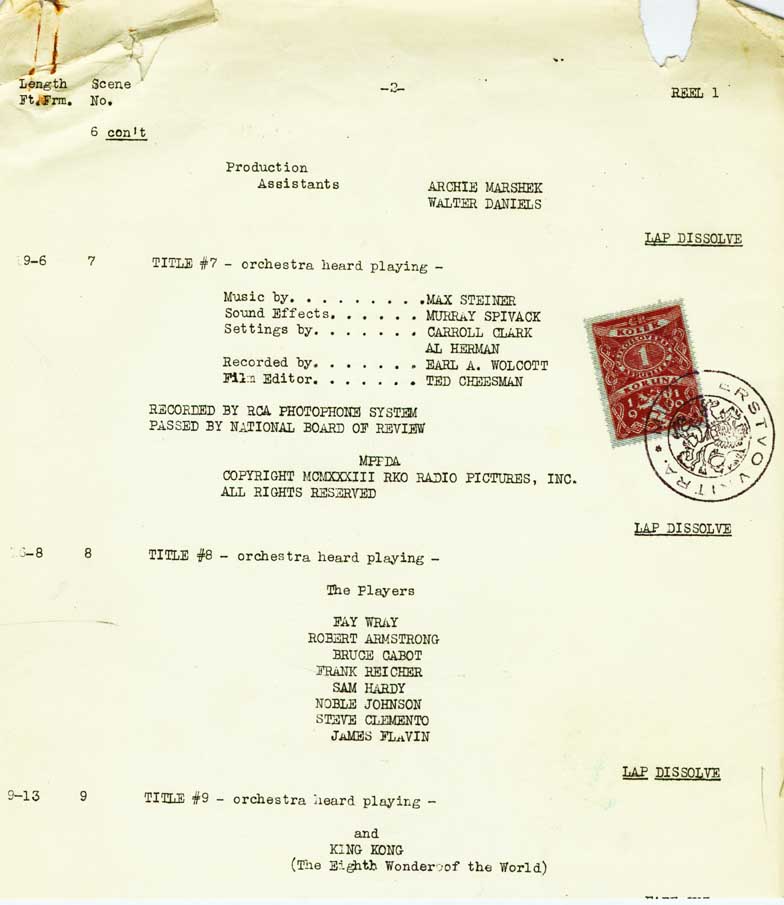 Length Scene
Ft.Frm. No.
-2-
REEL 1
6 con't
Production
Assistants ARCHIE MARSHEK
WALTER DANIELS
LAP DISSOLVE
9-6 7 TITLE #7 - orchestra heard playing -
Music by. . . . . . . . .MAX STEINER
Sound Effects. . . . . . MURRAY SPIVACK
Settings by. . . . . . . CARROLL CLARK
AL HERMAN
Recorded by. . . . . . . EARL A. WOLCOTT
Film Editor. . . . . . . TED CHEESMAN
KOLEK
1
KORUNA
RECORDED BY RCA PHOTOPHONE SYSTEM
PASSED BY NATIONAL BOARD OF REVIEW
MPPDA
COPYRIGHT MCMXXXIII RKO RADIO PICTURES, INC.
ALL RIGHTS RESERVED
LAP DISSOLVE
6-8 8 TITLE #8 - orchestra heard playing -
The Players
FAY WRAY
ROBERT ARMSTRONG
BRUCE CABOT
FRANK REICHER
SAM HARDY
NOBLE JOHNSON
STEVE CLEMENTO
JAMES FLAVIN
LAP DISSOLVE
9-13 9 TITLE #9 - orchestra heard playing -
and
KING KONG
(The Eighth Wonder of the World)